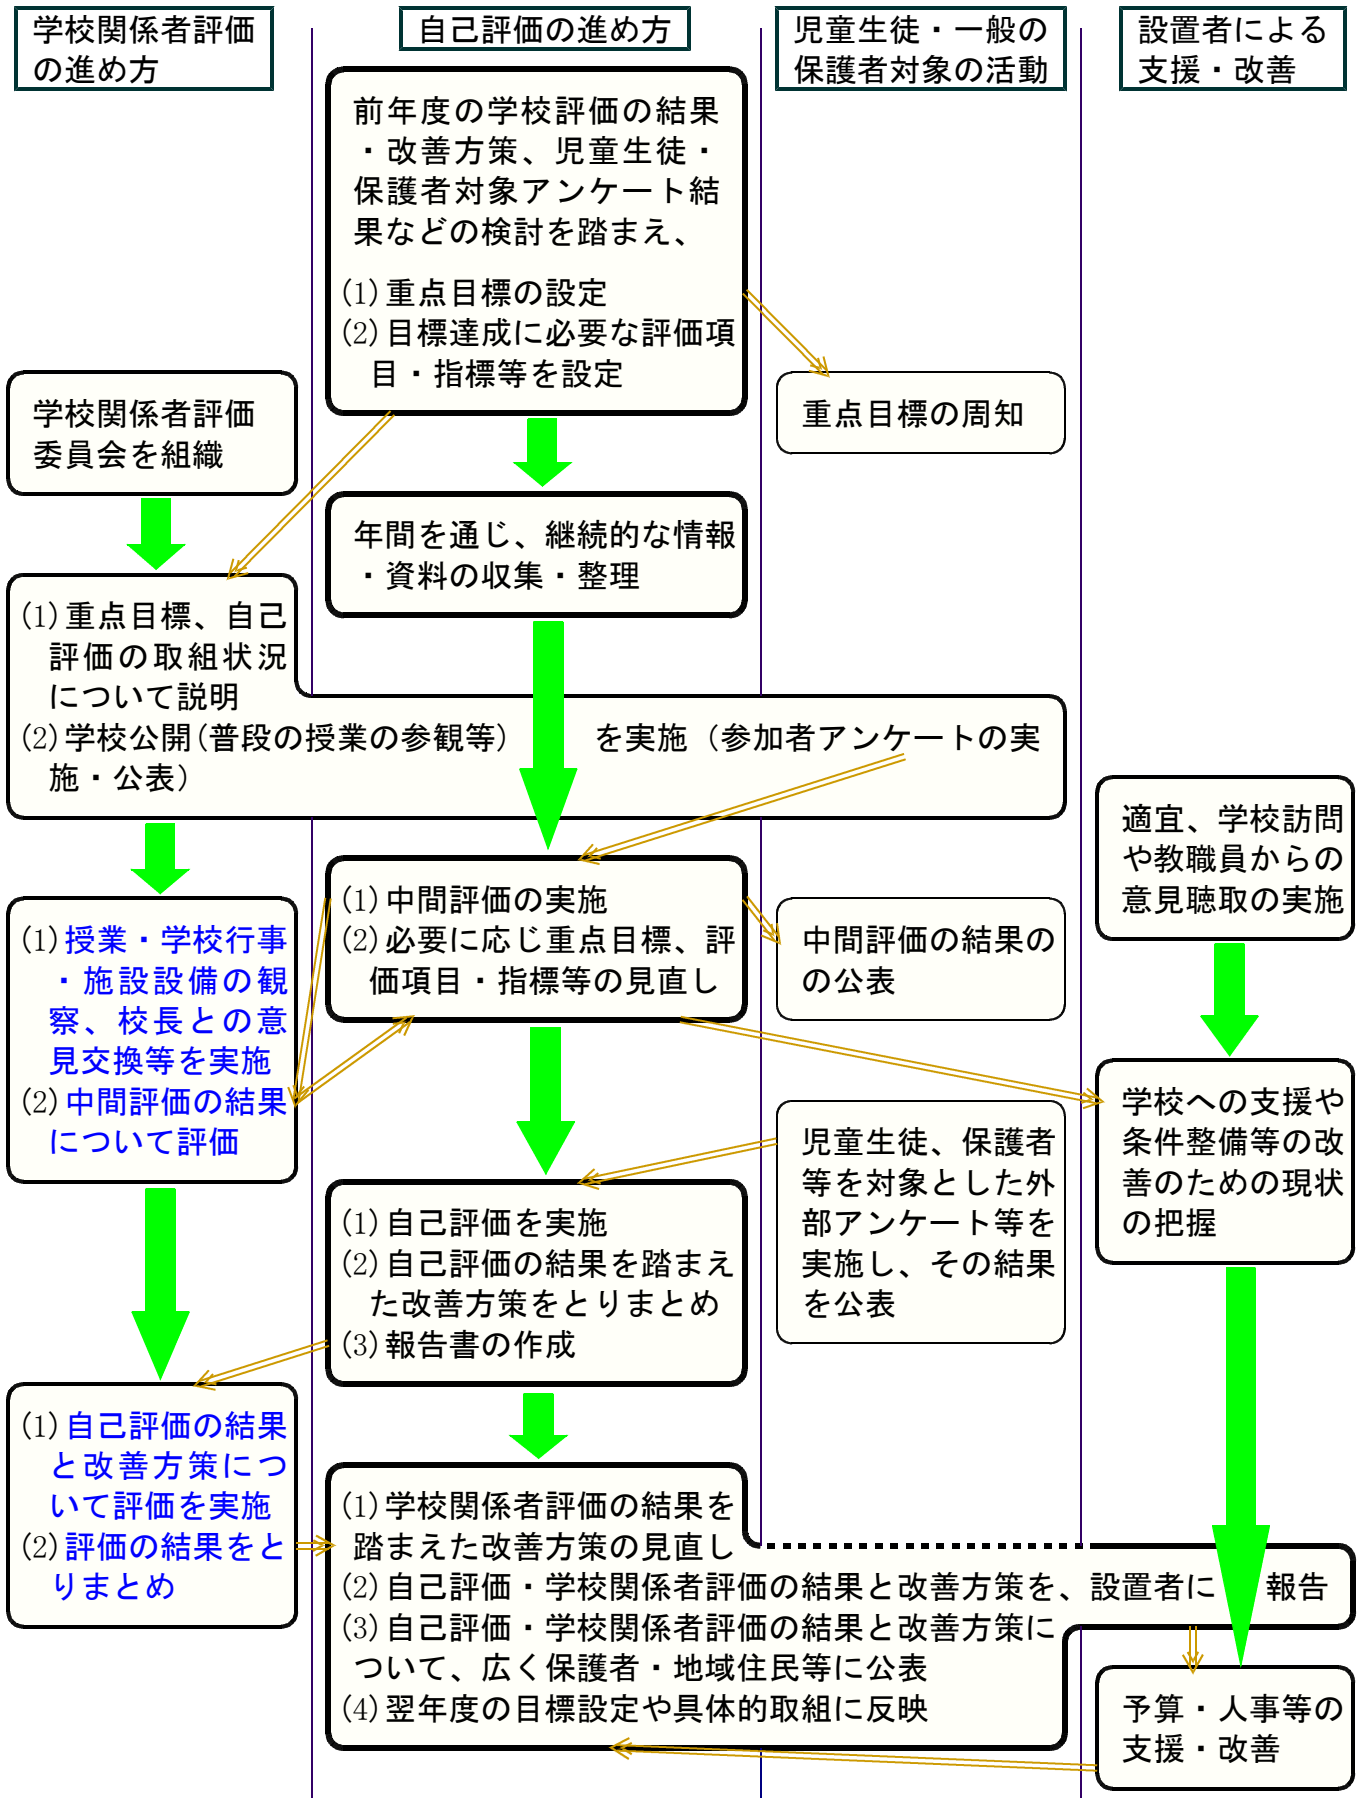 学校関係者評価
の進め方
自己評価の進め方
児童生徒・一般の
保護者対象の活動
設置者による
支援・改善
前年度の学校評価の結果
・改善方策、児童生徒・
保護者対象アンケート結
果などの検討を踏まえ、
(1)重点目標の設定
(2)目標達成に必要な評価項
目・指標等を設定
重点目標の周知
学校関係者評価
委員会を組織
年間を通じ、継続的な情報
・資料の収集・整理
(1)重点目標、自己
評価の取組状況
について説明
(2)学校公開(普段の授業の参観等) を実施（参加者アンケートの実
施・公表）
適宜、学校訪問
や教職員からの
意見聴取の実施
(1)中間評価の実施
(2)必要に応じ重点目標、評
価項目・指標等の見直し
中間評価の結果の
の公表
(1)授業・学校行事
・施設設備の観
察、校長との意
見交換等を実施
(2)中間評価の結果
について評価
学校への支援や
条件整備等の改
善のための現状
の把握
児童生徒、保護者
等を対象とした外
部アンケート等を
実施し、その結果
を公表
(1)自己評価を実施
(2)自己評価の結果を踏まえ
た改善方策をとりまとめ
(3)報告書の作成
(1)自己評価の結果
と改善方策につ
いて評価を実施
(2)評価の結果をと
りまとめ
(1)学校関係者評価の結果を
踏まえた改善方策の見直し
(2)自己評価・学校関係者評価の結果と改善方策を、設置者に 報告
(3)自己評価・学校関係者評価の結果と改善方策に
ついて、広く保護者・地域住民等に公表
(4)翌年度の目標設定や具体的取組に反映
予算・人事等の
支援・改善